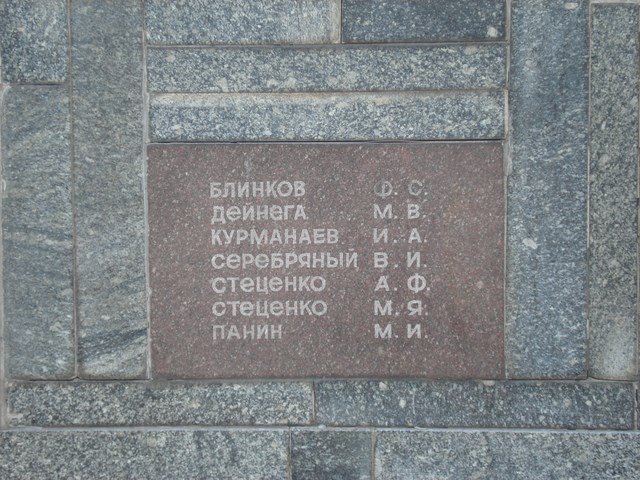 БЛИНКОВ Ф. С.
ДЕЙНЕГА М. В.
КУРМАНАЕВ И. А.
СЕРЕБРЯНЫЙ В. И.
СТЕЦЕНКО А. Ф.
СТЕЦЕНКО М. Я.
ПАНИН М. И.